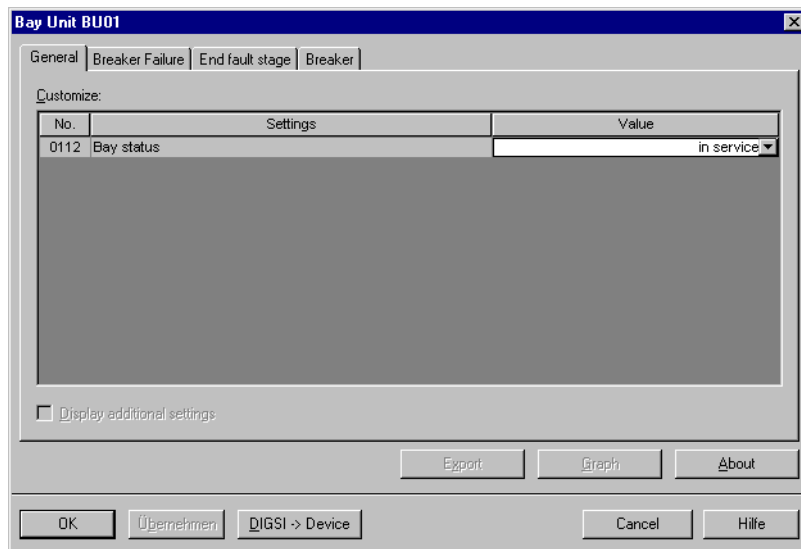 Bay Unit BU01
General Breaker Failure End fault stage Breaker
Customize:
No. Settings Value
0112 Bay status in service
Display additional settings
Export Graph About
OK Übernehmen DIGSI -> Device Cancel Hilfe